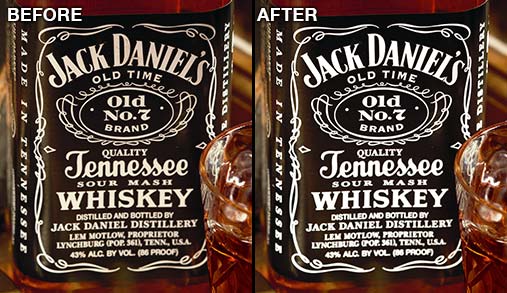 BEFORE
MADE IN TENNESSEE
JACK DANIEL'S
OLD TIME
Old
No.7
BRAND
QUALITY
Tennessee
SOUR MASH
WHISKEY
DISTILLED AND BOTTLED BY
JACK DANIEL DISTILLERY
LEM MOTLOW, PROPRIETOR
LYNCHBURG (POP. 361), TENN., U.S.A.
43% ALC. BY VOL. (86 PROOF)
AFTER
MADE IN TENNESSEE
JACK DANIEL'S
OLD TIME
Old
No.7
BRAND
QUALITY
Tennessee
SOUR MASH
WHISKEY
DISTILLED AND BOTTLED BY
JACK DANIEL DISTILLERY
LEM MOTLOW, PROPRIETOR
LYNCHBURG (POP. 361), TENN., U.S.A.
43% ALC. BY VOL. (86 PROOF)